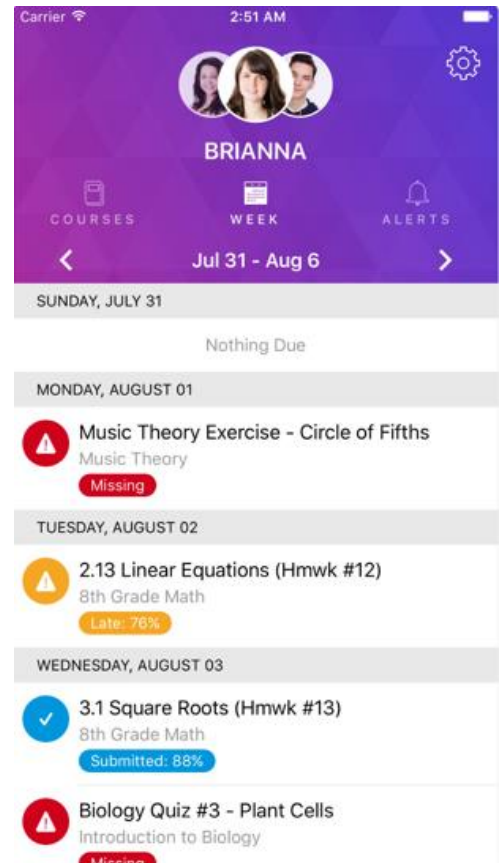 Carrier 2:51 AM
BRIANNA
COURSES WEEK ALERTS
Jul 31 - Aug 6
SUNDAY, JULY 31
Nothing Due
MONDAY, AUGUST 01
Music Theory Exercise - Circle of Fifths
Music Theory
Missing
TUESDAY, AUGUST 02
2.13 Linear Equations (Hmwk #12)
8th Grade Math
Late: 76%
WEDNESDAY, AUGUST 03
3.1 Square Roots (Hmwk #13)
8th Grade Math
Submitted: 88%
Biology Quiz #3 - Plant Cells
Introduction to Biology
Missing